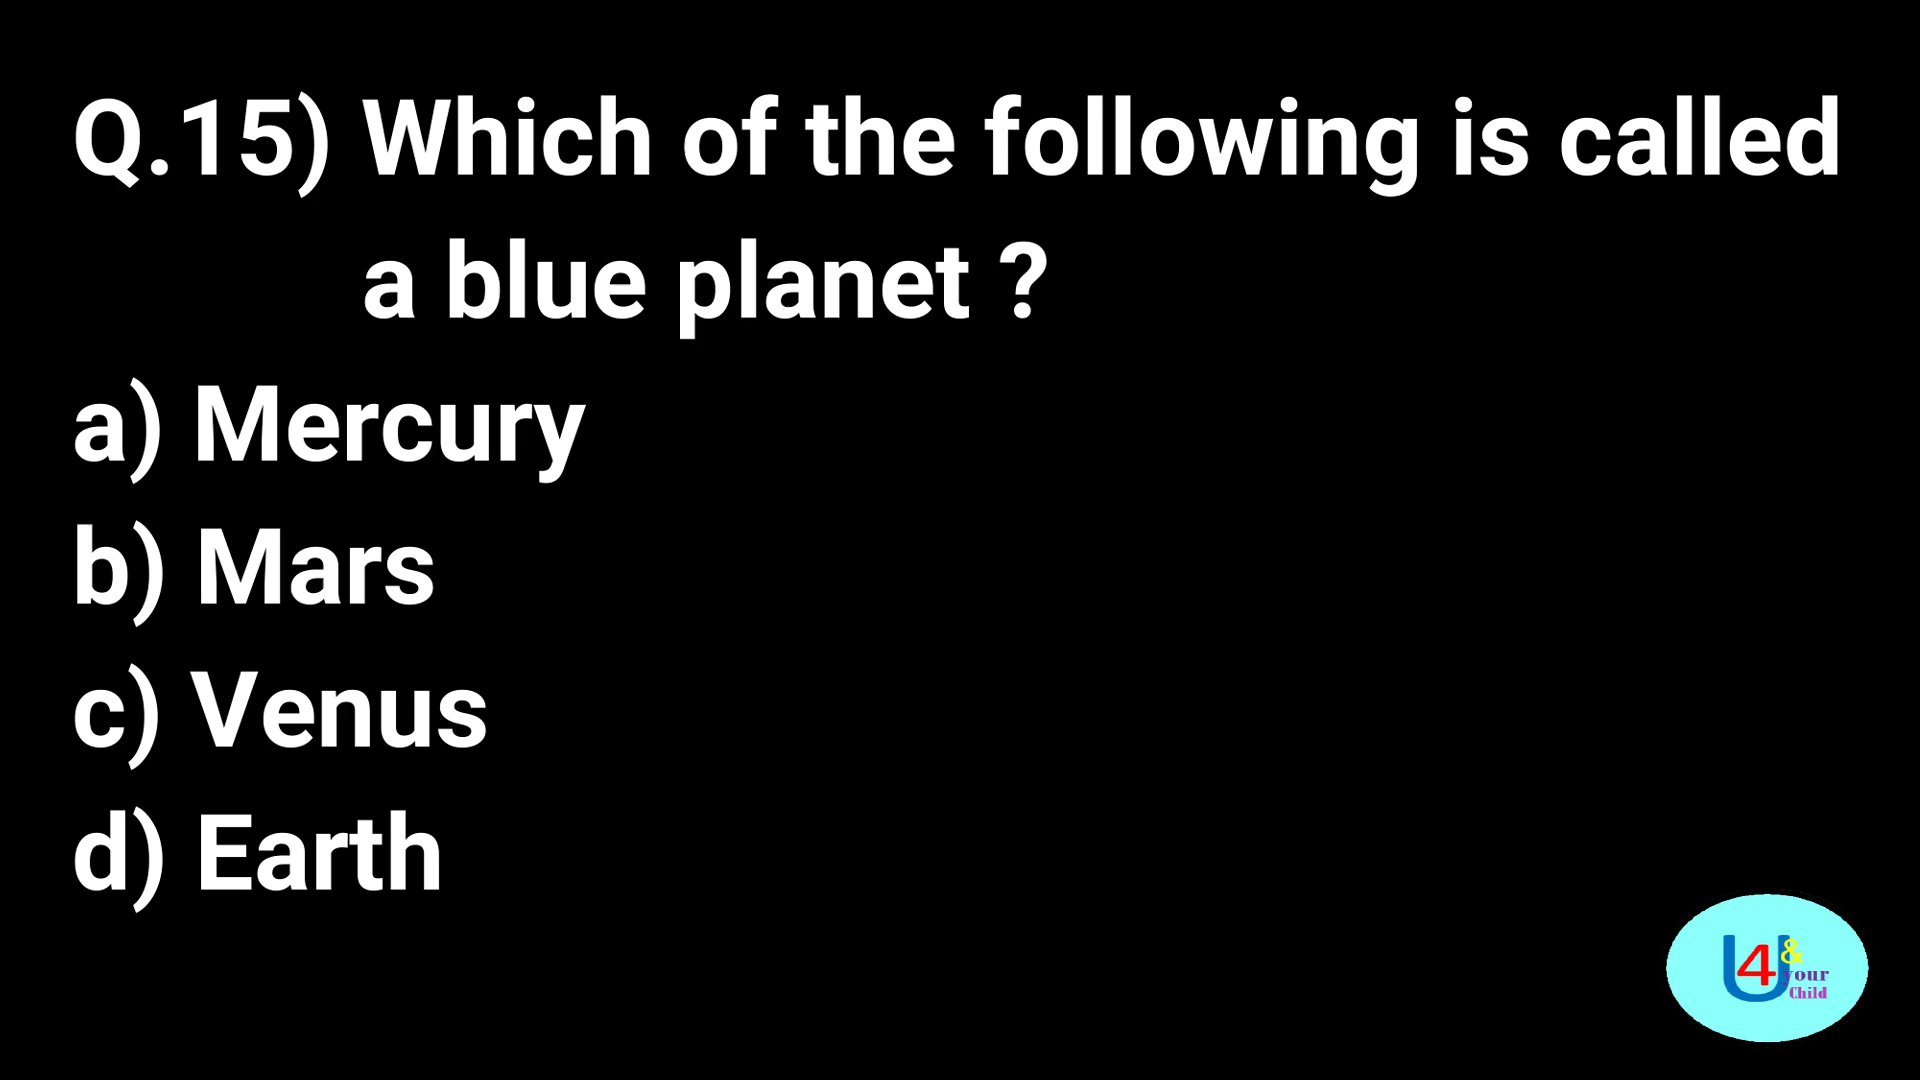 Q.15) Which of the following is called
a blue planet ?
a) Mercury
b) Mars
c) Venus
d) Earth
U4 &
your
Child